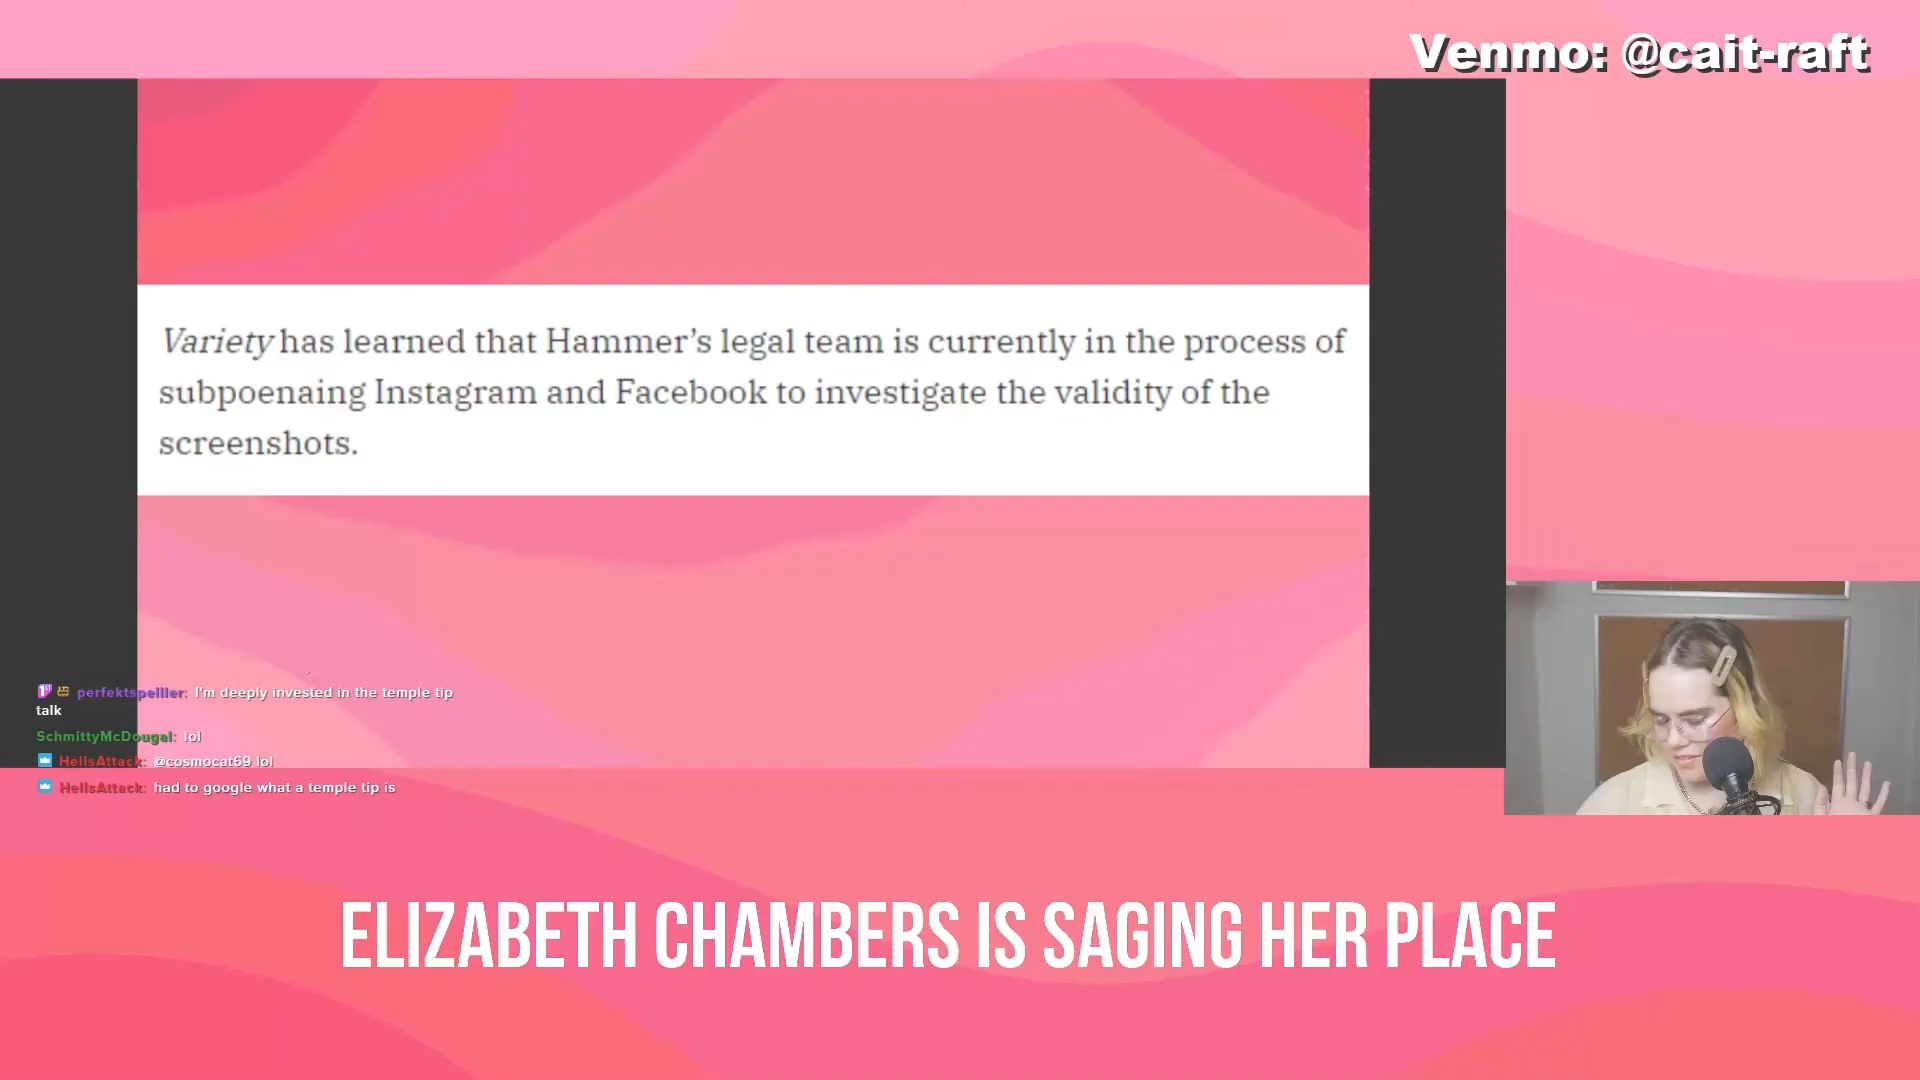 Venmo: @cait-raft
Variety has learned that Hammer’s legal team is currently in the process of
subpoenaing Instagram and Facebook to investigate the validity of the
screenshots.
perfektspelller: I'm deeply invested in the temple tip
talk
SchmittyMcDougal: lol
HellsAttack: @cosmocat69 lol
HellsAttack: had to google what a temple tip is
ELIZABETH CHAMBERS IS SAGING HER PLACE